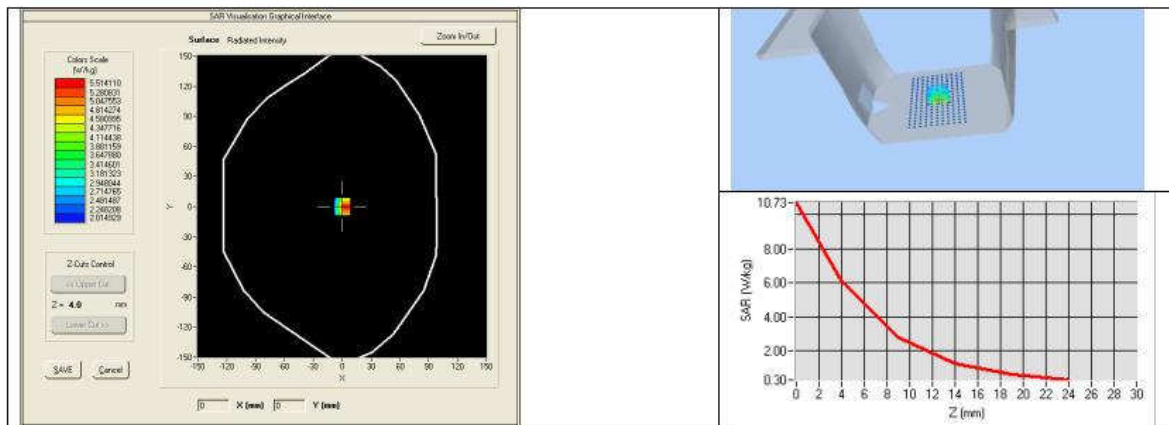 SAR Visualisation Graphical Interface
Surface Radiated Intensity
Zoom In/Out
Colors Scale
(W/kg)
5.514110
5.280831
5.047553
4.814274
4.580995
4.347716
4.114438
3.881159
3.647880
3.414601
3.181323
2.948044
2.714765
2.481487
2.248208
2.014929
Z-Cuts Control
<< Upper Cut
Z = 4.0 mm
Lower Cut >>
SAVE Cancel
150
120
90
60
30
0
-30
-60
-90
-120
-150
Y
-150 -120 -90 -60 -30 0 30 60 90 120 150
X
0 X (mm) 0 Y (mm)
10.73
8.00
6.00
4.00
2.00
0.30
SAR (W/kg)
0 2 4 6 8 10 12 14 16 18 20 22 24 26 28 30
Z (mm)